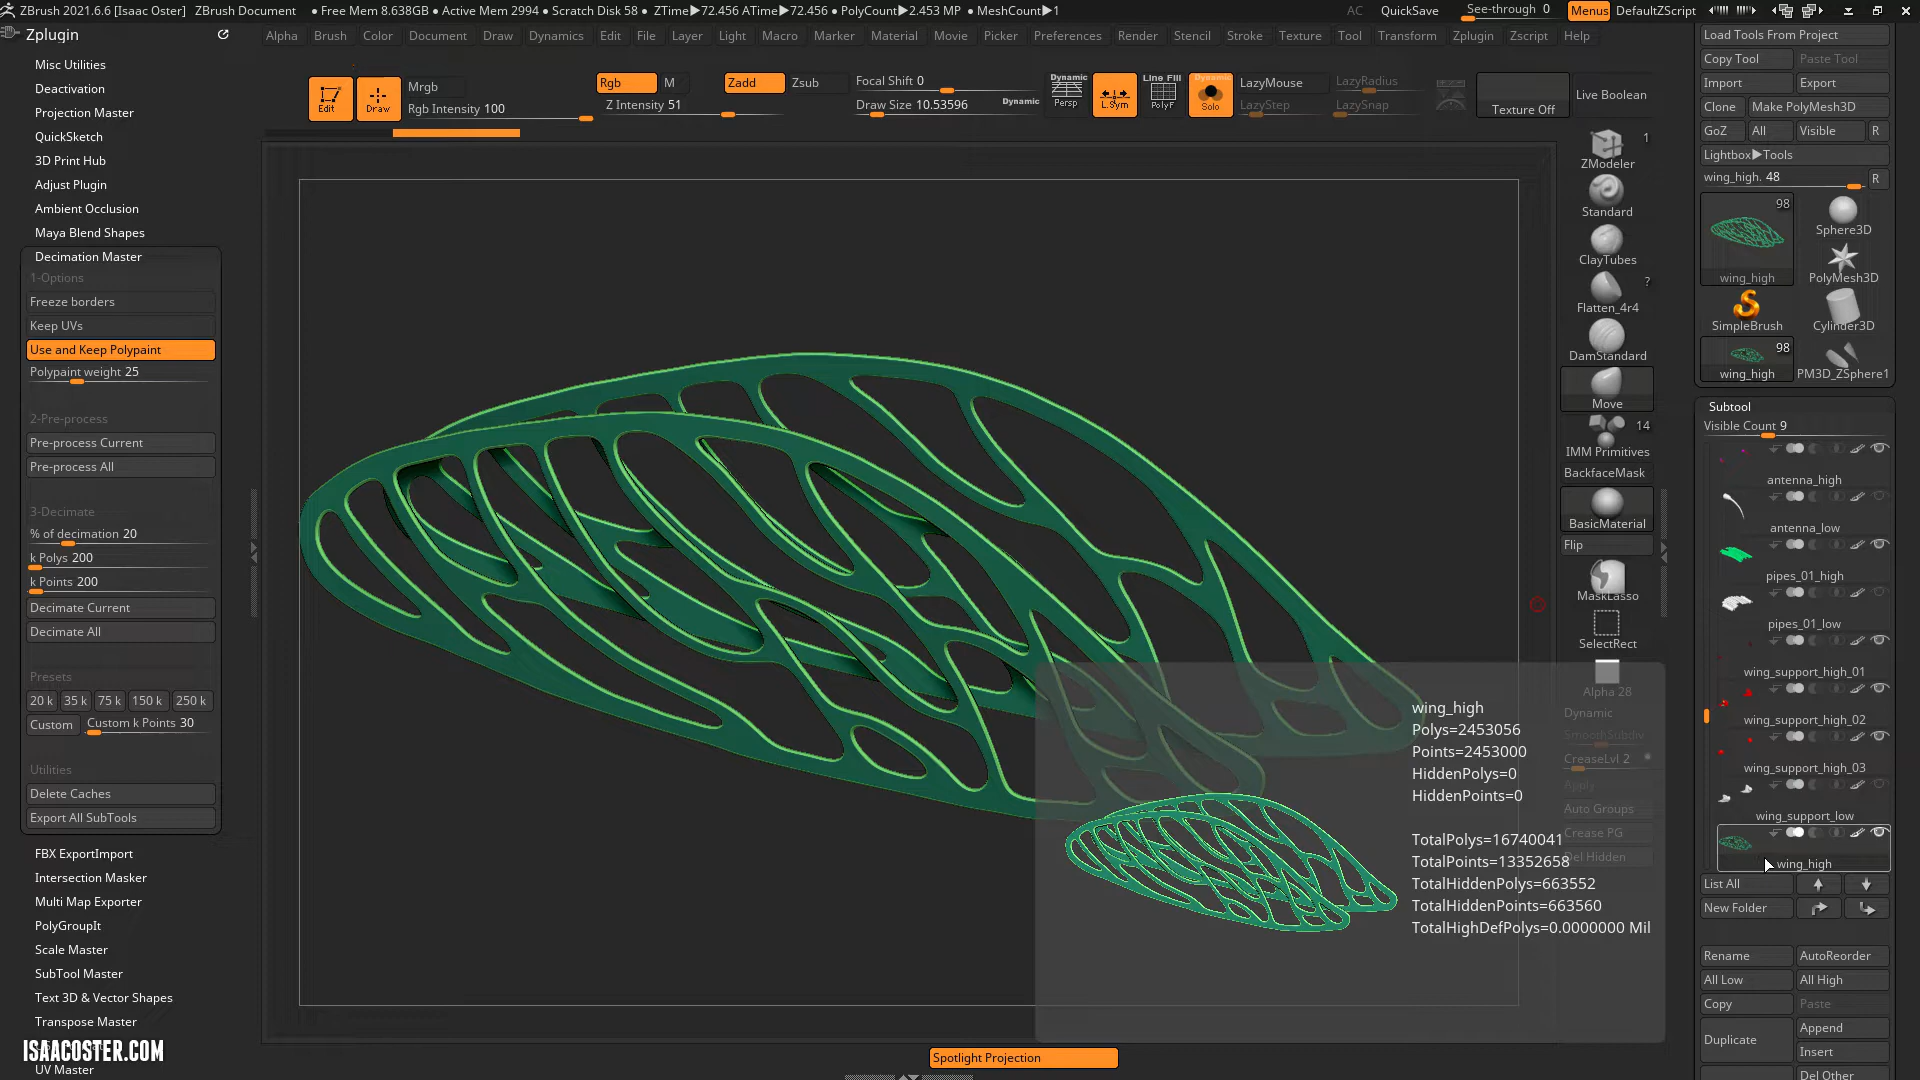 ZBrush 2021.6.6 [Isaac Oster] ZBrush Document • Free Mem 8.638GB • Active Mem 2994 • Scratch Disk 58 • ZTime▶72.456 ATime▶72.456 • PolyCount▶2.453 MP • MeshCount▶1 AC QuickSave See-through 0 Menus DefaultZScript
Zplugin
Alpha Brush Color Document Draw Dynamics Edit File Layer Light Macro Marker Material Movie Picker Preferences Render Stencil Stroke Texture Tool Transform Zplugin Zscript Help
Misc Utilities
Deactivation
Projection Master
QuickSketch
3D Print Hub
Adjust Plugin
Ambient Occlusion
Maya Blend Shapes
Decimation Master
1-Options
Freeze borders
Keep UVs
Use and Keep Polypaint
Polypaint weight 25
2-Pre-process
Pre-process Current
Pre-process All
3-Decimate
% of decimation 20
k Polys 200
k Points 200
Decimate Current
Decimate All
Presets
20 k 35 k 75 k 150 k 250 k
Custom Custom k Points 30
Utilities
Delete Caches
Export All SubTools
FBX ExportImport
Intersection Masker
Multi Map Exporter
PolyGroupIt
Scale Master
SubTool Master
Text 3D & Vector Shapes
Transpose Master
ISAACOSTER.COM
UV Master
Edit Draw
Mrgb
Rgb Intensity 100
Rgb M
Z Intensity 51
Zadd Zsub
Focal Shift 0
Draw Size 10.53596 Dynamic
Dynamic
Persp
L.Sym
Line Fill
PolyF
Dynamic
Solo
LazyMouse LazyRadius
LazyStep LazySnap
Texture Off
Live Boolean
1
ZModeler
Standard
ClayTubes
?
Flatten_4r4
DamStandard
Move
14
IMM Primitives
BackfaceMask
BasicMaterial
Flip
MaskLasso
SelectRect
Alpha 28
Dynamic
SmoothSubdiv
CreaseLvl 2
Apply
Auto Groups
Crease PG
Del Hidden
wing_high
Polys=2453056
Points=2453000
HiddenPolys=0
HiddenPoints=0
TotalPolys=16740041
TotalPoints=13352658
TotalHiddenPolys=663552
TotalHiddenPoints=663560
TotalHighDefPolys=0.0000000 Mil
Spotlight Projection
Load Tools From Project
Copy Tool Paste Tool
Import Export
Clone Make PolyMesh3D
GoZ All Visible R
Lightbox▶Tools
wing_high. 48 R
98
wing_high
Sphere3D
PolyMesh3D
SimpleBrush Cylinder3D
98
wing_high PM3D_ZSphere1
Subtool
Visible Count 9
antenna_high
antenna_low
pipes_01_high
pipes_01_low
wing_support_high_01
wing_support_high_02
wing_support_high_03
wing_support_low
wing_high
List All
New Folder
Rename AutoReorder
All Low All High
Copy Paste
Duplicate Append
Insert
Del Other